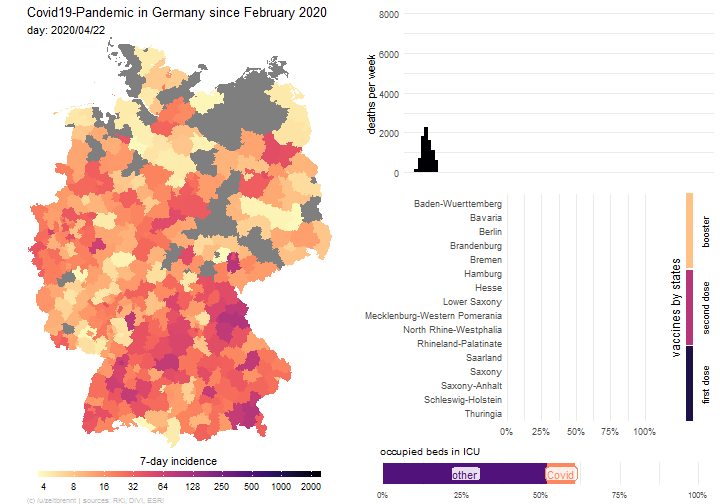 Covid19-Pandemic in Germany since February 2020
day: 2020/04/22
7-day incidence
4 8 16 32 64 125 250 500 1000 2000
(c) /u/zeitbrennt | sources: RKI, DIVI, ESRI
deaths per week
8000
6000
4000
2000
0
Baden-Wuerttemberg
Bavaria
Berlin
Brandenburg
Bremen
Hamburg
Hesse
Lower Saxony
Mecklenburg-Western Pomerania
North Rhine-Westphalia
Rhineland-Palatinate
Saarland
Saxony
Saxony-Anhalt
Schleswig-Holstein
Thuringia
0% 25% 50% 75% 100%
vaccines by states
booster
second dose
first dose
occupied beds in ICU
other Covid
0% 25% 50% 75% 100%